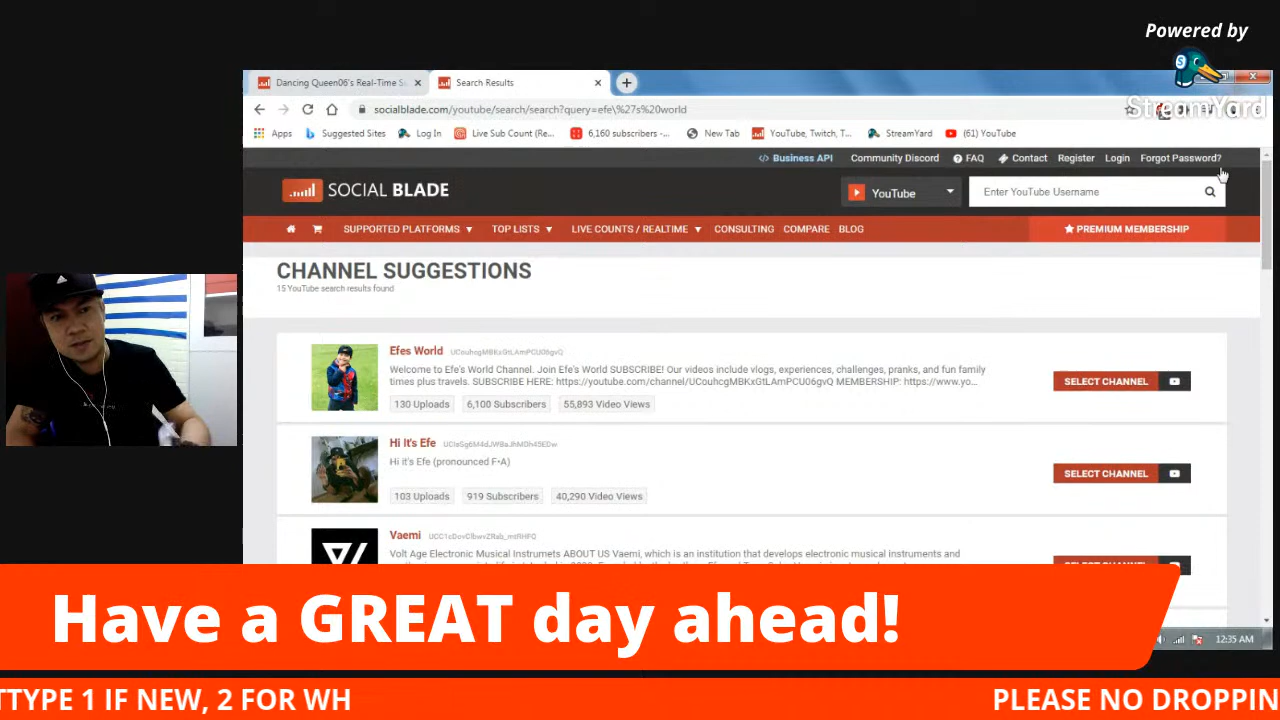 Powered by
StreamYard
Dancing Queen06's Real-Time S
Search Results
socialblade.com/youtube/search/search?query=efe\%27s%20world
Apps Suggested Sites Log In Live Sub Count (Re... 6,160 subscribers -... New Tab YouTube, Twitch, T... StreamYard (61) YouTube
Business API Community Discord FAQ Contact Register Login Forgot Password?
SOCIAL BLADE
YouTube
Enter YouTube Username
SUPPORTED PLATFORMS TOP LISTS LIVE COUNTS / REALTIME CONSULTING COMPARE BLOG PREMIUM MEMBERSHIP
CHANNEL SUGGESTIONS
15 YouTube search results found
Efes World
Welcome to Efe's World Channel. Join Efe's World SUBSCRIBE! Our videos include vlogs, experiences, challenges, pranks, and fun family
times plus travels. SUBSCRIBE HERE: https://youtube.com/channel/UCouhcgMBKxGtLAmPCU06gvQ MEMBERSHIP: https://www.yo...
130 Uploads 6,100 Subscribers 55,893 Video Views
SELECT CHANNEL
Hi It's Efe
Hi it's Efe (pronounced F•A)
103 Uploads 919 Subscribers 40,290 Video Views
SELECT CHANNEL
Vaemi
Volt Age Electronic Musical Instrumets ABOUT US Vaemi, which is an institution that develops electronic musical instruments and
Have a GREAT day ahead!
12:35 AM
TTYPE 1 IF NEW, 2 FOR WH
PLEASE NO DROPPIN